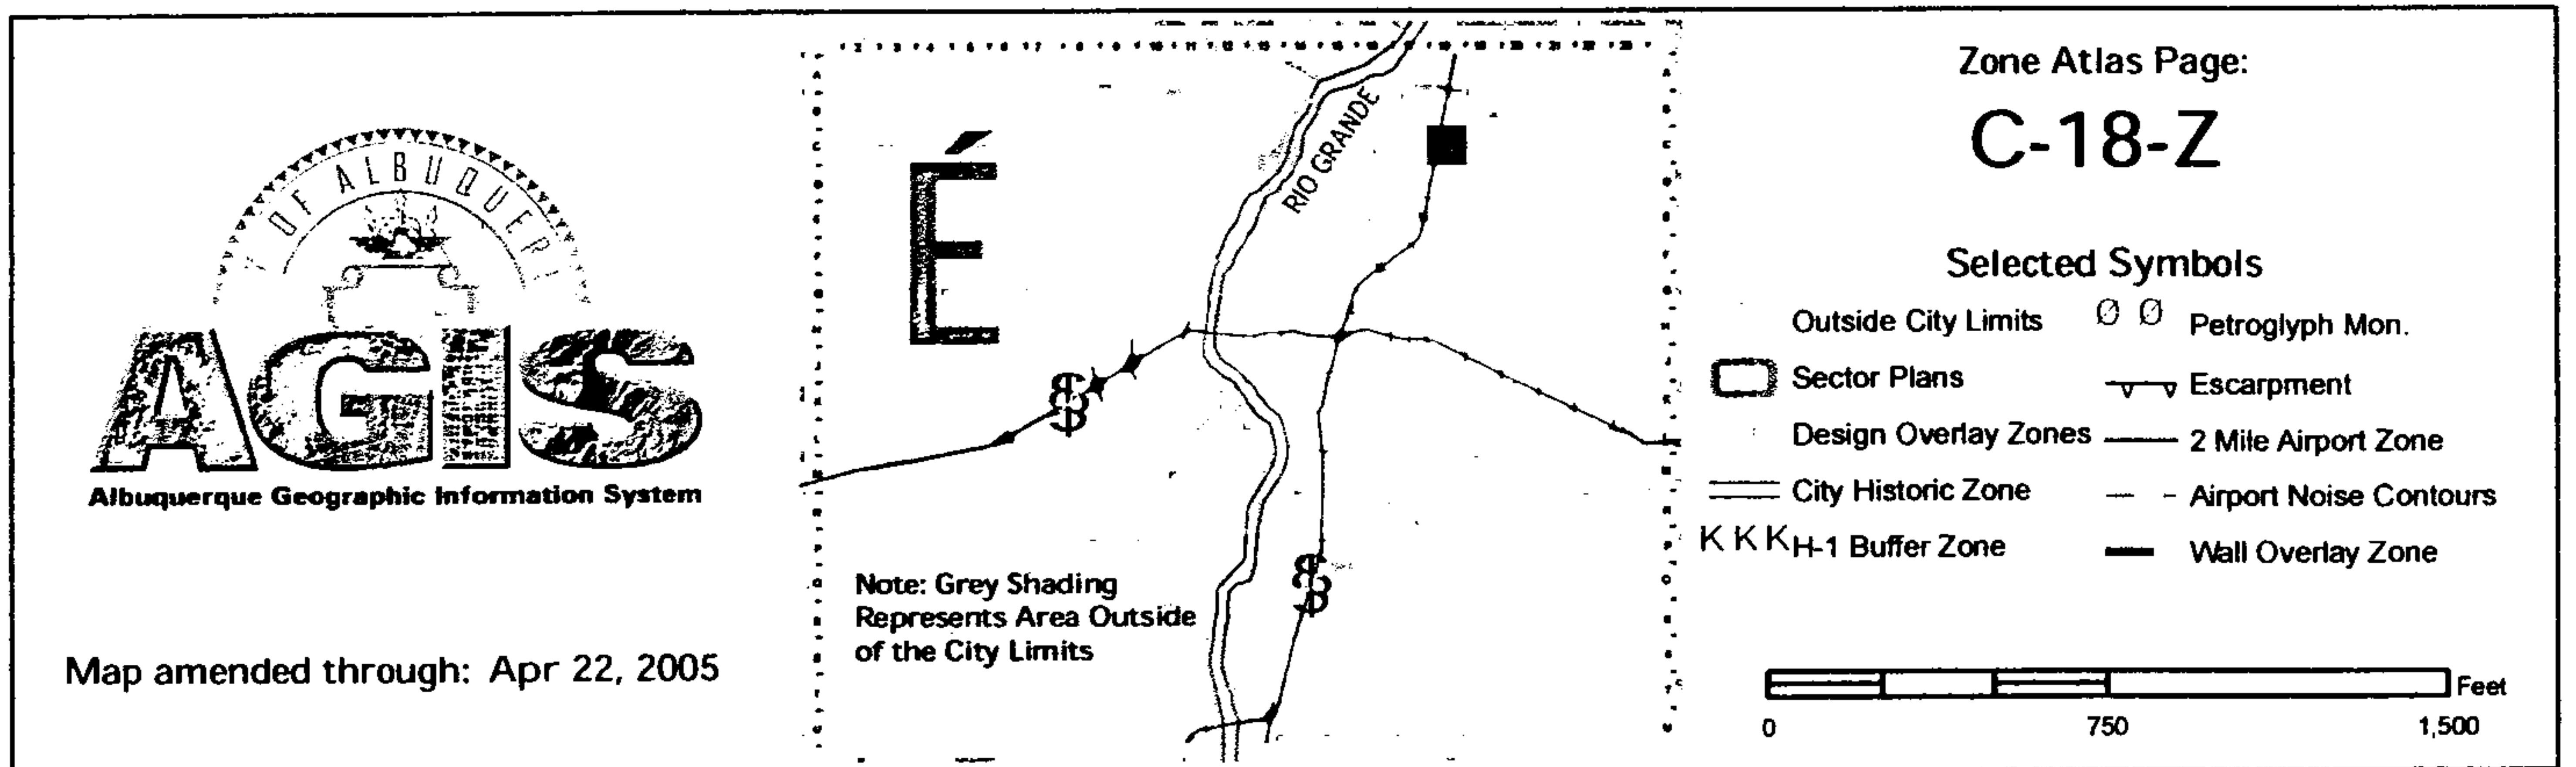 OF ALBUQUERQUE
AGIS
Albuquerque Geographic Information System
Map amended through: Apr 22, 2005
É
RIO GRANDE
Note: Grey Shading
Represents Area Outside
of the City Limits
Zone Atlas Page:
C-18-Z
Selected Symbols
Outside City Limits
Sector Plans
Design Overlay Zones
City Historic Zone
K K K H-1 Buffer Zone
Ø Ø Petroglyph Mon.
Escarpment
2 Mile Airport Zone
Airport Noise Contours
Wall Overlay Zone
Feet
0 750 1,500